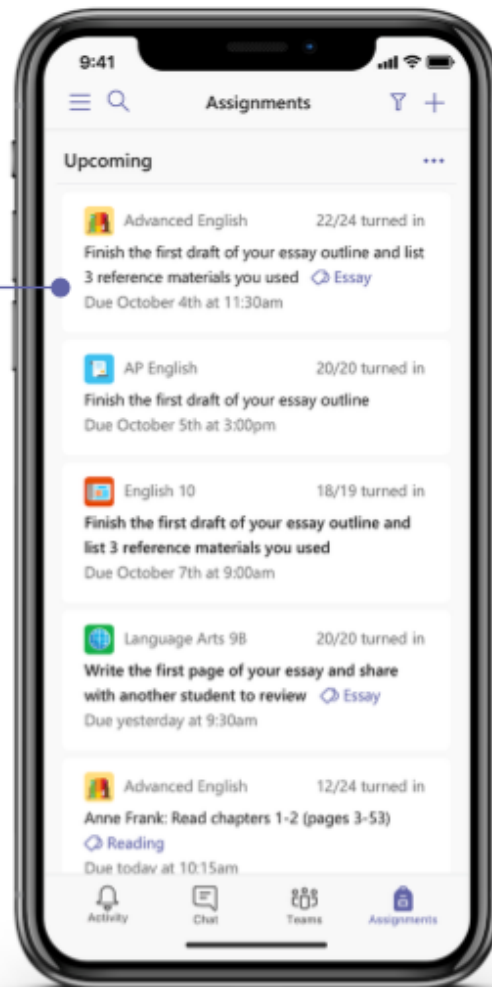 9:41
Assignments
Upcoming
Advanced English 22/24 turned in
Finish the first draft of your essay outline and list
3 reference materials you used Essay
Due October 4th at 11:30am
AP English 20/20 turned in
Finish the first draft of your essay outline
Due October 5th at 3:00pm
English 10 18/19 turned in
Finish the first draft of your essay outline and
list 3 reference materials you used
Due October 7th at 9:00am
Language Arts 9B 20/20 turned in
Write the first page of your essay and share
with another student to review Essay
Due yesterday at 9:30am
Advanced English 12/24 turned in
Anne Frank: Read chapters 1-2 (pages 3-53)
Reading
Due today at 10:15am
Activity Chat Teams Assignments